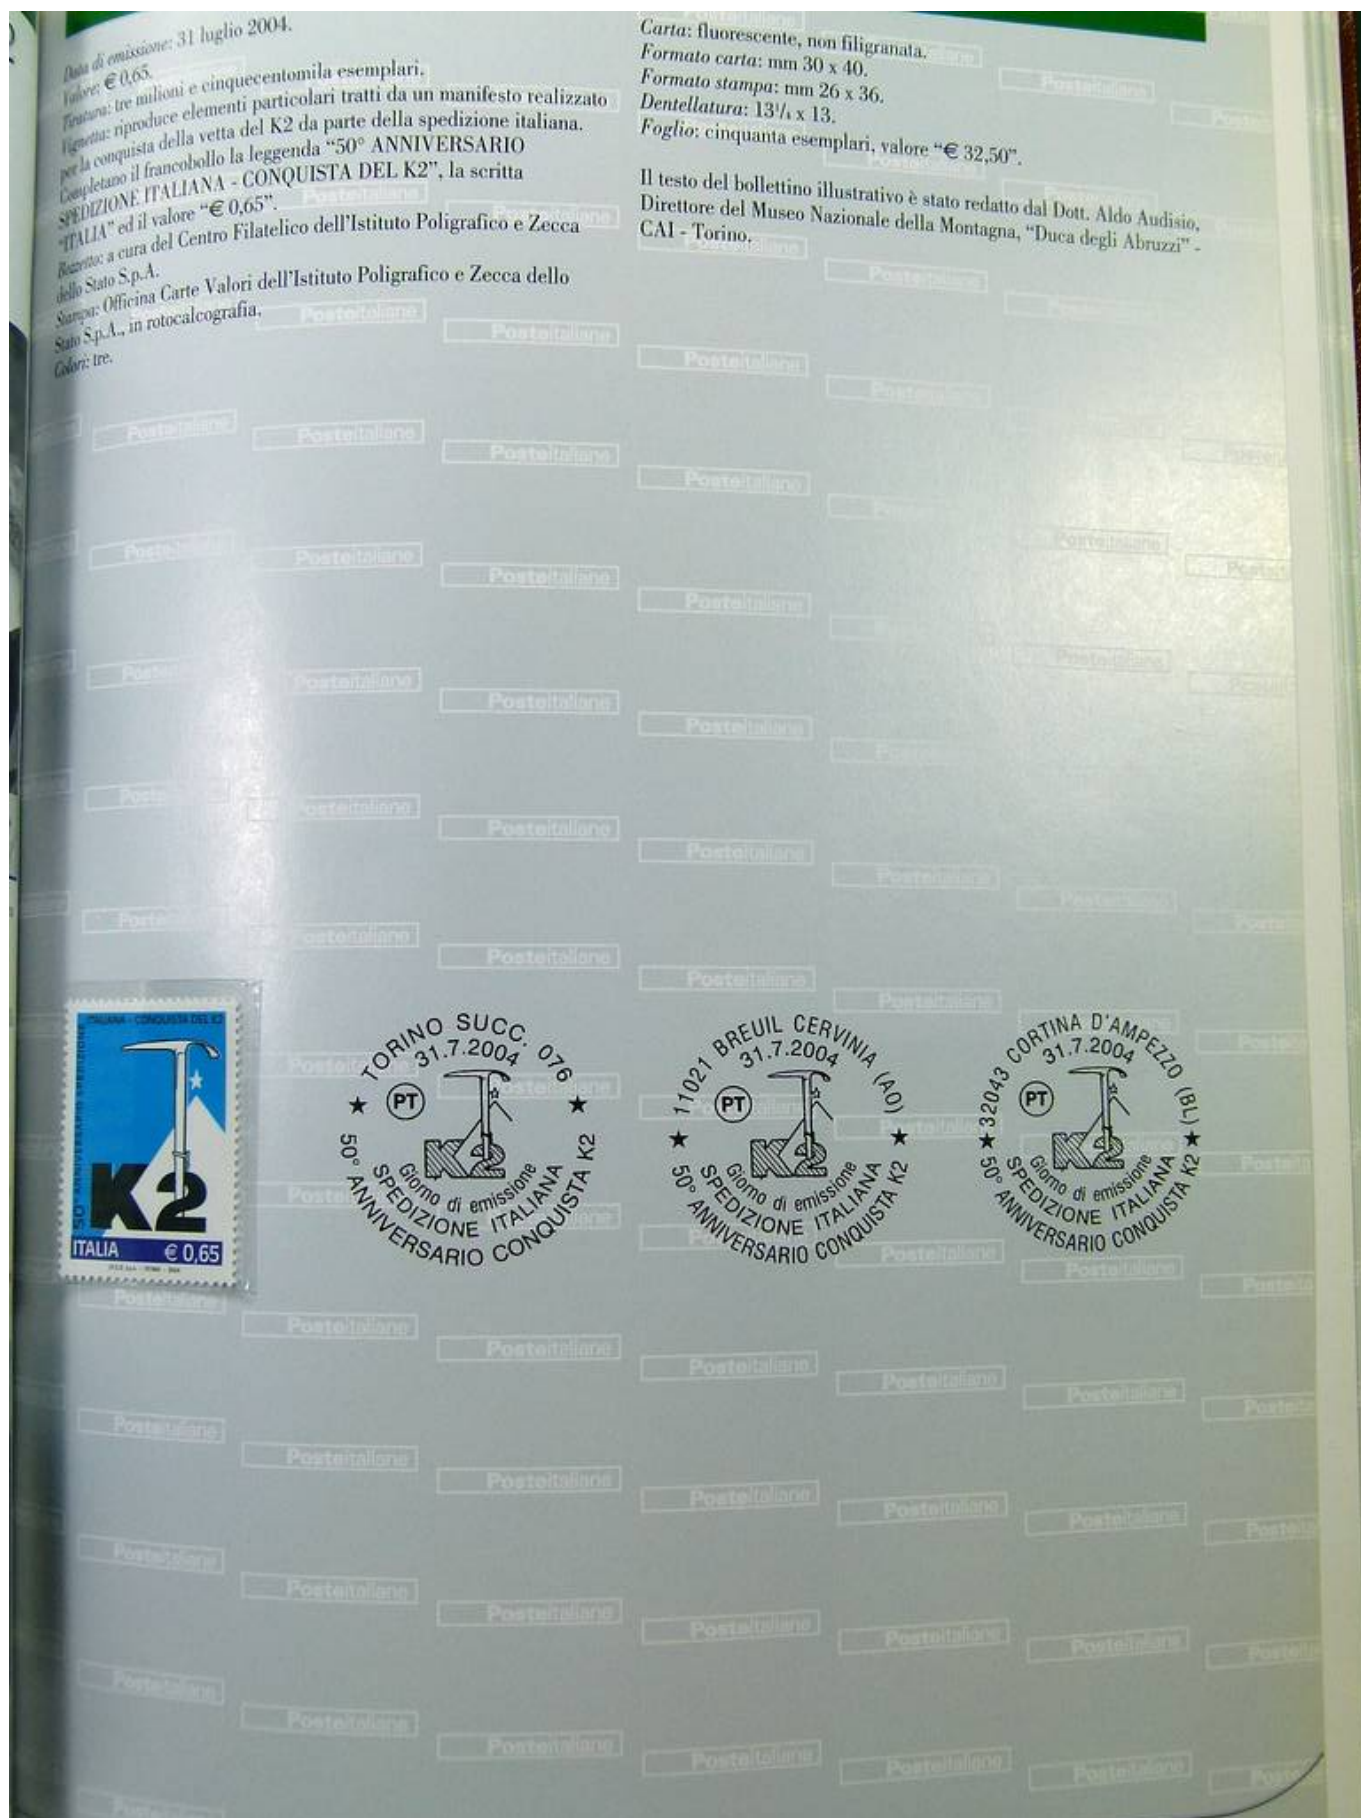 Data di emissione: 31 luglio 2004.
Valore: € 0,65.
Tiratura: tre milioni e cinquecentomila esemplari.
Vignetta: riproduce elementi particolari tratti da un manifesto realizzato
per la conquista della vetta del K2 da parte della spedizione italiana.
Completano il francobollo la leggenda “50° ANNIVERSARIO
SPEDIZIONE ITALIANA - CONQUISTA DEL K2”, la scritta
“ITALIA” ed il valore “€ 0,65”.
Bozzetto: a cura del Centro Filatelico dell'Istituto Poligrafico e Zecca
dello Stato S.p.A.
Stampa: Officina Carte Valori dell'Istituto Poligrafico e Zecca dello
Stato S.p.A., in rotocalcografia.
Colori: tre.
Carta: fluorescente, non filigranata.
Formato carta: mm 30 x 40.
Formato stampa: mm 26 x 36.
Dentellatura: 13¹/₄ x 13.
Foglio: cinquanta esemplari, valore “€ 32,50”.
Il testo del bollettino illustrativo è stato redatto dal Dott. Aldo Audisio,
Direttore del Museo Nazionale della Montagna, “Duca degli Abruzzi” -
CAI - Torino.
ITALIANA - CONQUISTA DEL K2
50° ANNIVERSARIO SPEDIZIONE
K2
ITALIA € 0,65
TORINO SUCC. 076
31.7.2004
PT
K2
Giorno di emissione
SPEDIZIONE ITALIANA
50° ANNIVERSARIO CONQUISTA K2
11021 BREUIL CERVINIA (AO)
31.7.2004
PT
K2
Giorno di emissione
SPEDIZIONE ITALIANA
50° ANNIVERSARIO CONQUISTA K2
32043 CORTINA D'AMPEZZO (BL)
31.7.2004
PT
K2
Giorno di emissione
SPEDIZIONE ITALIANA
50° ANNIVERSARIO CONQUISTA K2
Posteitaliane